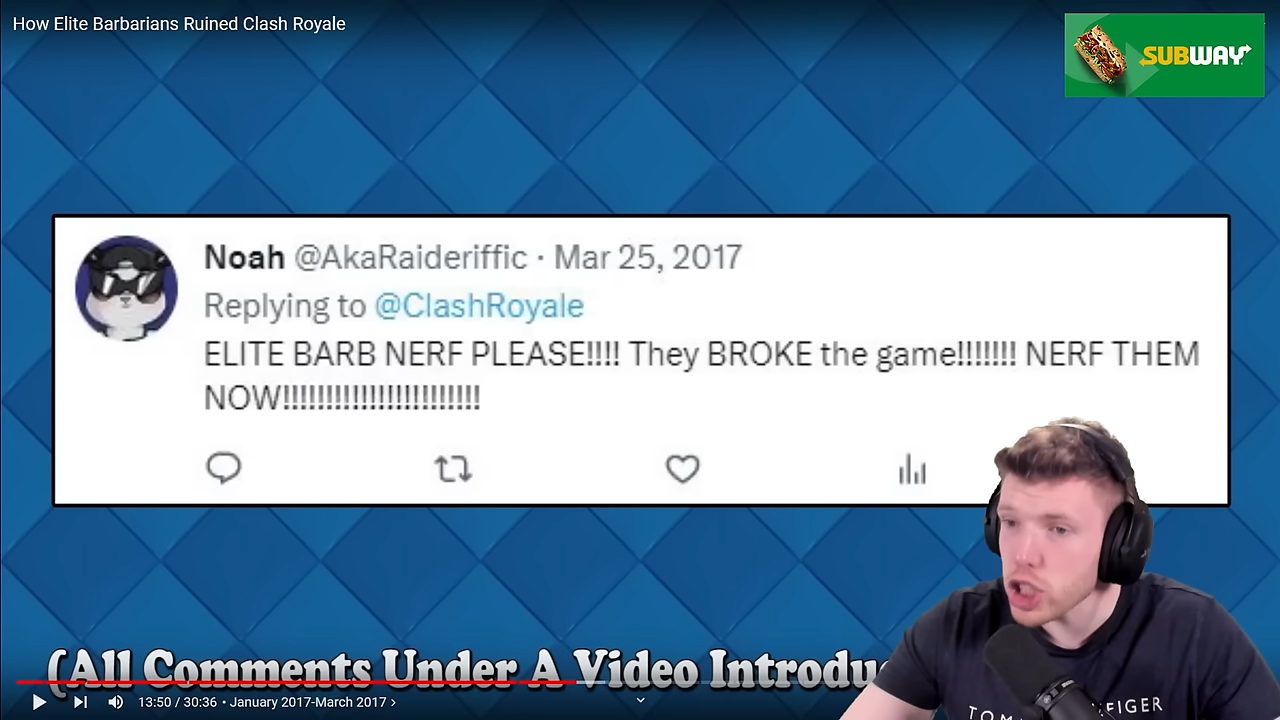 How Elite Barbarians Ruined Clash Royale
SUBWAY
Noah @AkaRaideriffic · Mar 25, 2017
Replying to @ClashRoyale
ELITE BARB NERF PLEASE!!!! They BROKE the game!!!!!!! NERF THEM
NOW!!!!!!!!!!!!!!!!!!!!!!!
(All Comments Under A Video Introdu
13:50 / 30:36 • January 2017-March 2017 ›